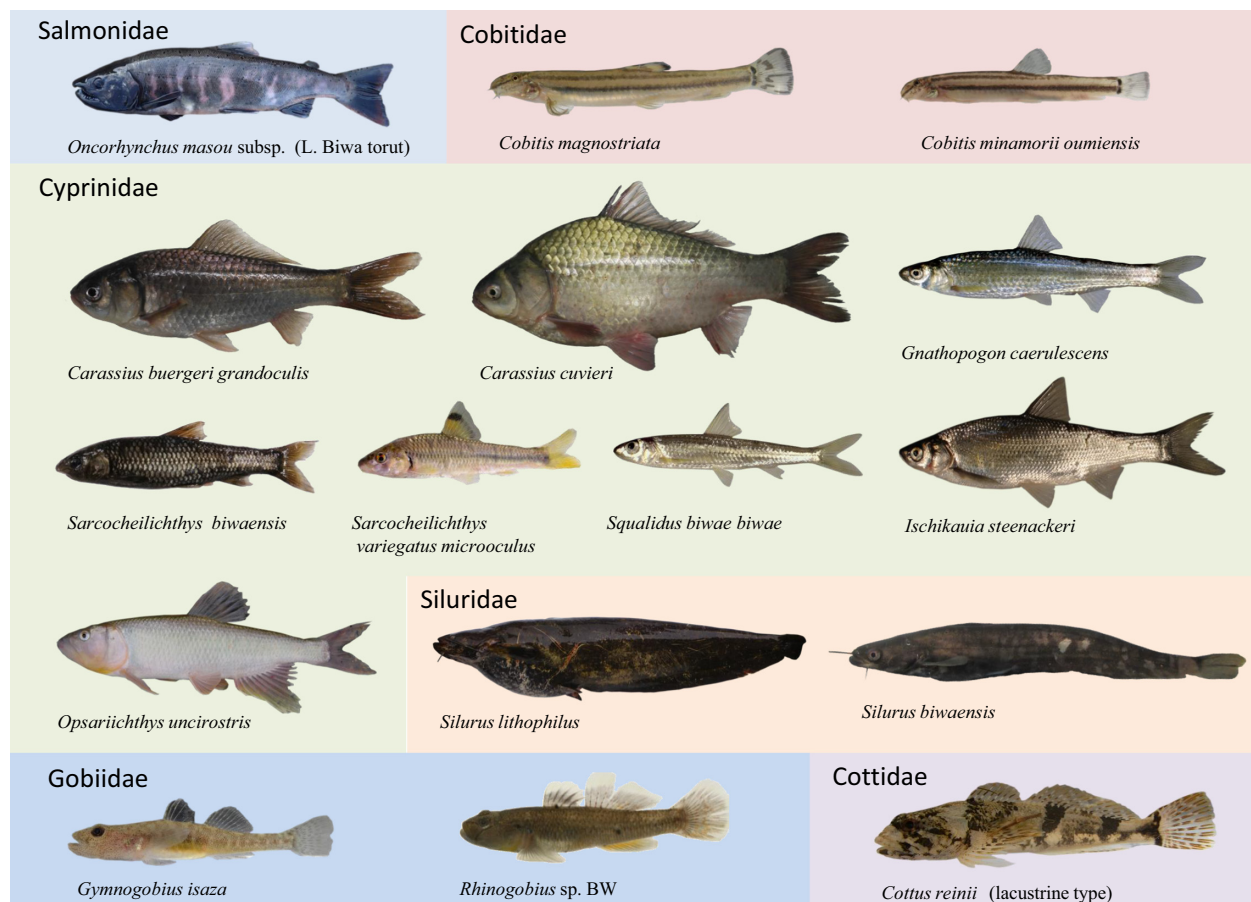 Salmonidae
Oncorhynchus masou subsp. (L. Biwa torut)
Cobitidae
Cobitis magnostriata
Cobitis minamorii oumiensis
Cyprinidae
Carassius buergeri grandoculis
Carassius cuvieri
Gnathopogon caerulescens
Sarcocheilichthys biwaensis
Sarcocheilichthys
variegatus microoculus
Squalidus biwae biwae
Ischikauia steenackeri
Opsariichthys uncirostris
Siluridae
Silurus lithophilus
Silurus biwaensis
Gobiidae
Gymnogobius isaza
Rhinogobius sp. BW
Cottidae
Cottus reinii (lacustrine type)